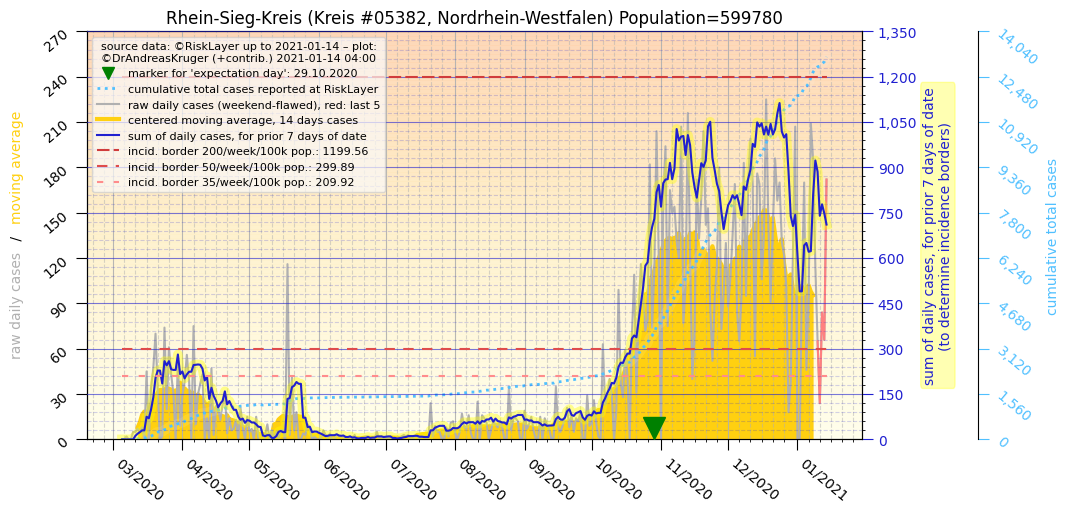 Rhein-Sieg-Kreis (Kreis #05382, Nordrhein-Westfalen) Population=599780
source data: ©RiskLayer up to 2021-01-14 – plot:
©DrAndreasKruger (+contrib.) 2021-01-14 04:00
marker for 'expectation day': 29.10.2020
cumulative total cases reported at RiskLayer
raw daily cases (weekend-flawed), red: last 5
centered moving average, 14 days cases
sum of daily cases, for prior 7 days of date
incid. border 200/week/100k pop.: 1199.56
incid. border 50/week/100k pop.: 299.89
incid. border 35/week/100k pop.: 209.92
raw daily cases / moving average
270
240
210
180
150
120
90
60
30
0
03/2020
04/2020
05/2020
06/2020
07/2020
08/2020
09/2020
10/2020
11/2020
12/2020
01/2021
1,350
1,200
1,050
900
750
600
450
300
150
0
sum of daily cases, for prior 7 days of date
(to determine incidence borders)
14,040
12,480
10,920
9,360
7,800
6,240
4,680
3,120
1,560
0
cumulative total cases